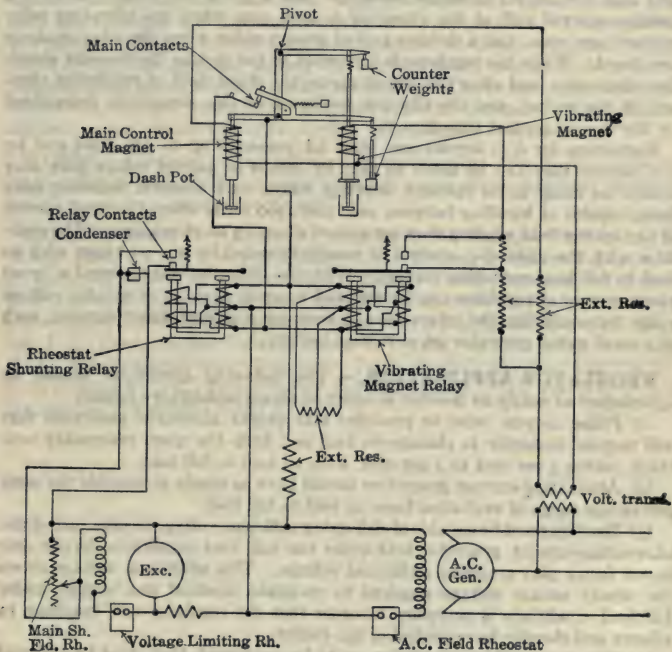 Pivot
Main Contacts
Counter
Weights
Vibrating
Magnet
Main Control
Magnet
Dash Pot
Relay Contacts
Condenser
Ext. Res.
Rheostat
Shunting Relay
Vibrating
Magnet Relay
Ext. Res.
Volt. transf.
Exc.
A.C.
Gen.
Main Sh.
Fld. Rh.
Voltage Limiting Rh.
A.C. Field Rheostat